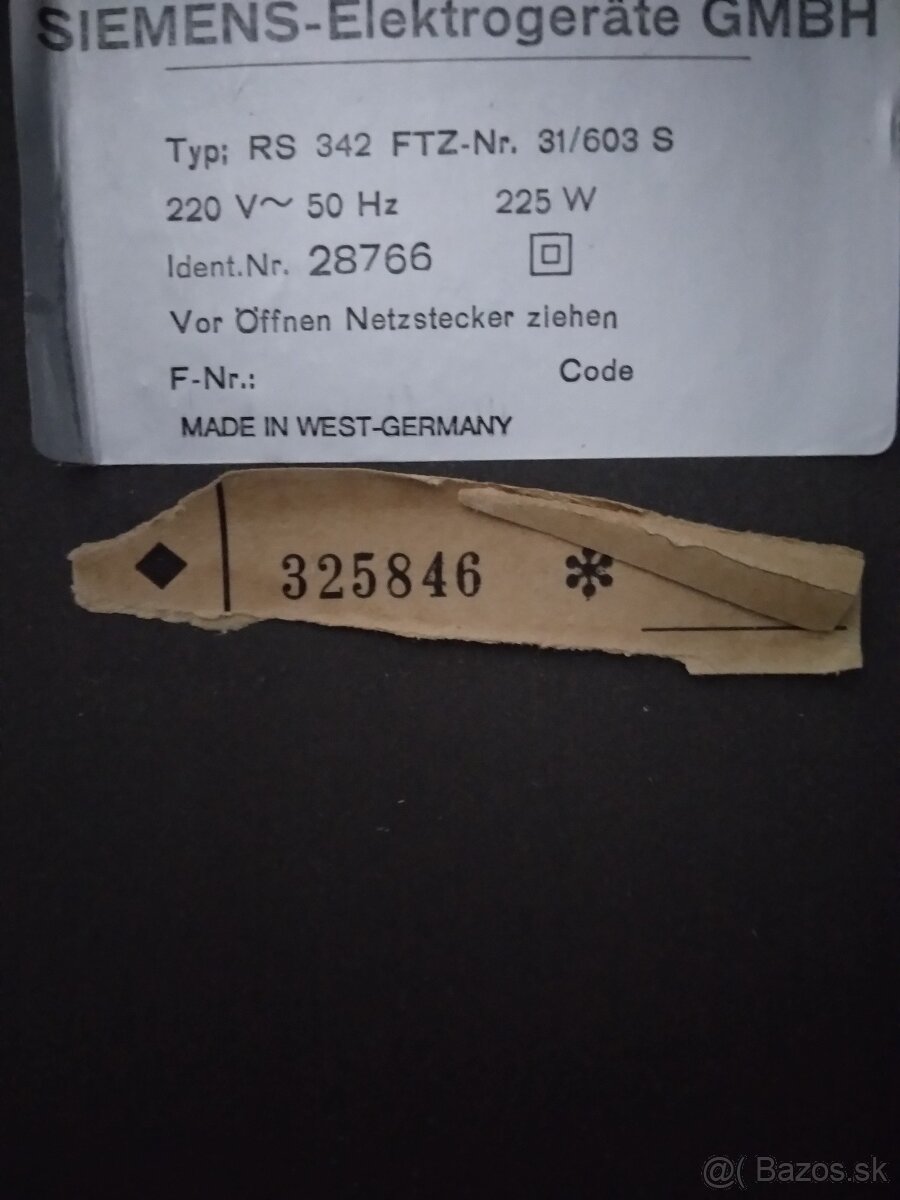 SIEMENS-Elektrogeräte GMBH
Typ; RS 342 FTZ-Nr. 31/603 S
220 V~ 50 Hz 225 W
Ident.Nr. 28766
Vor Öffnen Netzstecker ziehen
F-Nr.: Code
MADE IN WEST-GERMANY
325846
@( Bazos.sk